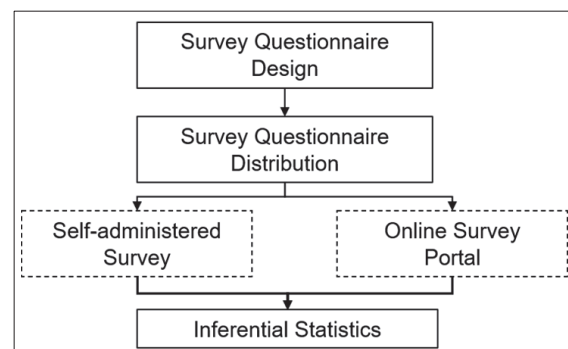 Survey Questionnaire
Design
Survey Questionnaire
Distribution
Self-administered
Survey
Online Survey
Portal
Inferential Statistics